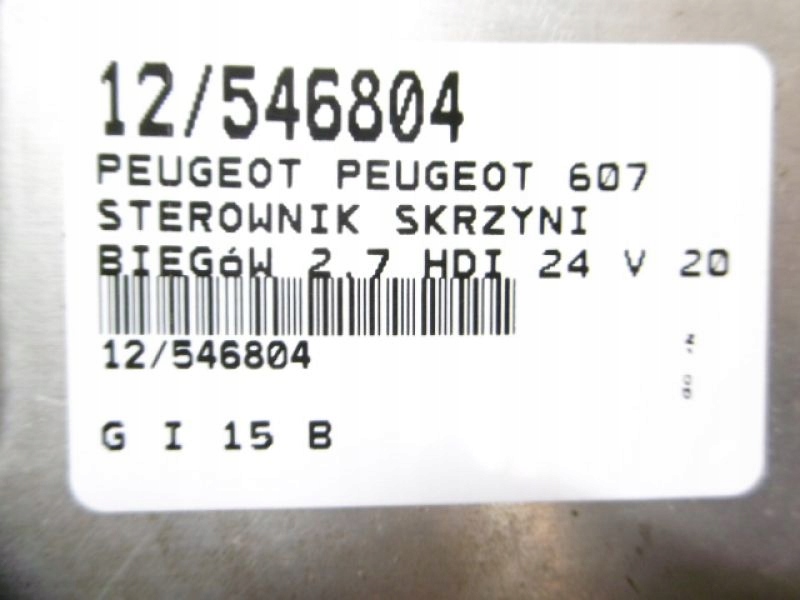 12/546804
PEUGEOT PEUGEOT 607
STEROWNIK SKRZYNI
BIEGóW 2.7 HDI 24 V 20
12/546804
G I 15 B